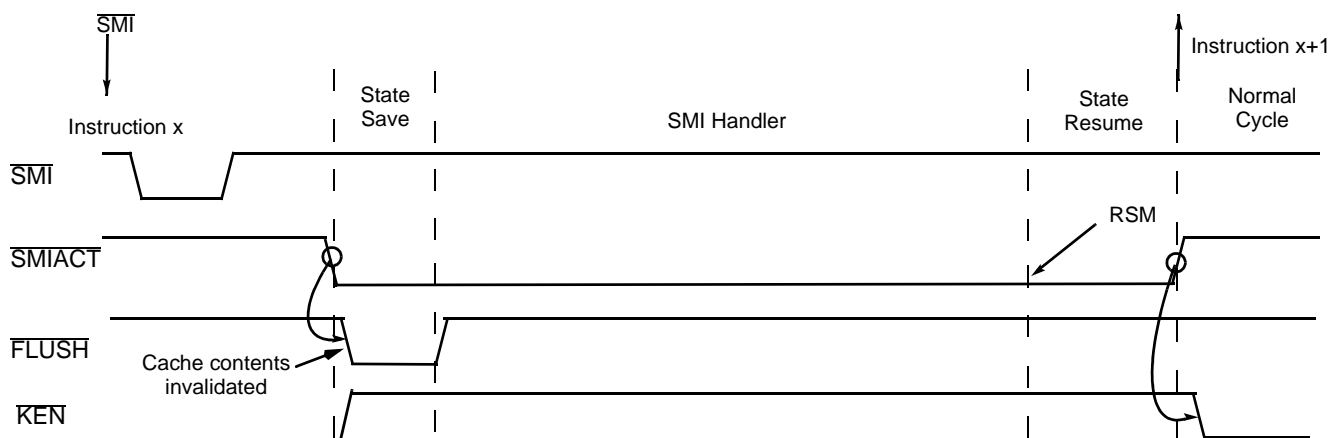 SMI
Instruction x+1
State
Save
SMI Handler
State
Resume
Normal
Cycle
Instruction x
SMI
RSM
SMIACT
FLUSH
Cache contents
invalidated
KEN